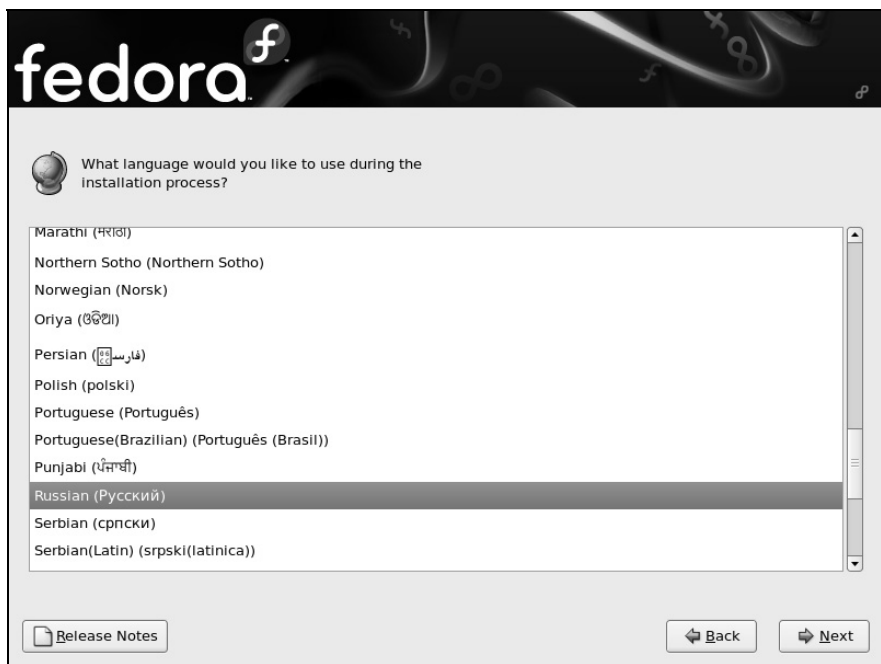 fedora
What language would you like to use during the
installation process?
Marathi (मराठी)
Northern Sotho (Northern Sotho)
Norwegian (Norsk)
Oriya (ଓଡିଆ)
Persian (فارس)
Polish (polski)
Portuguese (Português)
Portuguese(Brazilian) (Português (Brasil))
Punjabi (ਪੰਜਾਬੀ)
Russian (Русский)
Serbian (српски)
Serbian(Latin) (srpski(latinica))
Release Notes
Back
Next